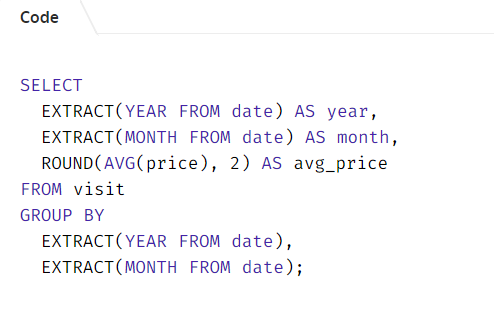 Code
SELECT
  EXTRACT(YEAR FROM date) AS year,
  EXTRACT(MONTH FROM date) AS month,
  ROUND(AVG(price), 2) AS avg_price
FROM visit
GROUP BY
  EXTRACT(YEAR FROM date),
  EXTRACT(MONTH FROM date);